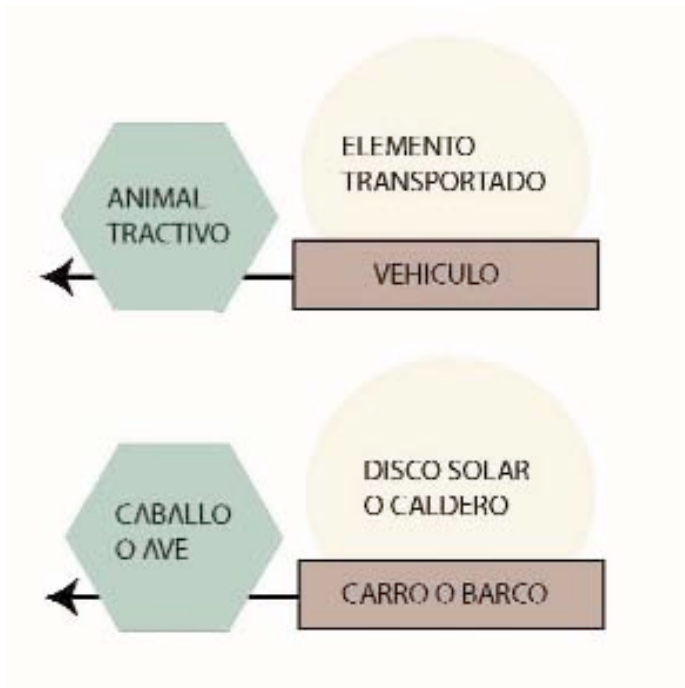 ELEMENTO
TRANSPORTADO
ANIMAL
TRACTIVO
VEHICULO
DISCO SOLAR
O CALDERO
CABALLO
O AVE
CARRO O BARCO